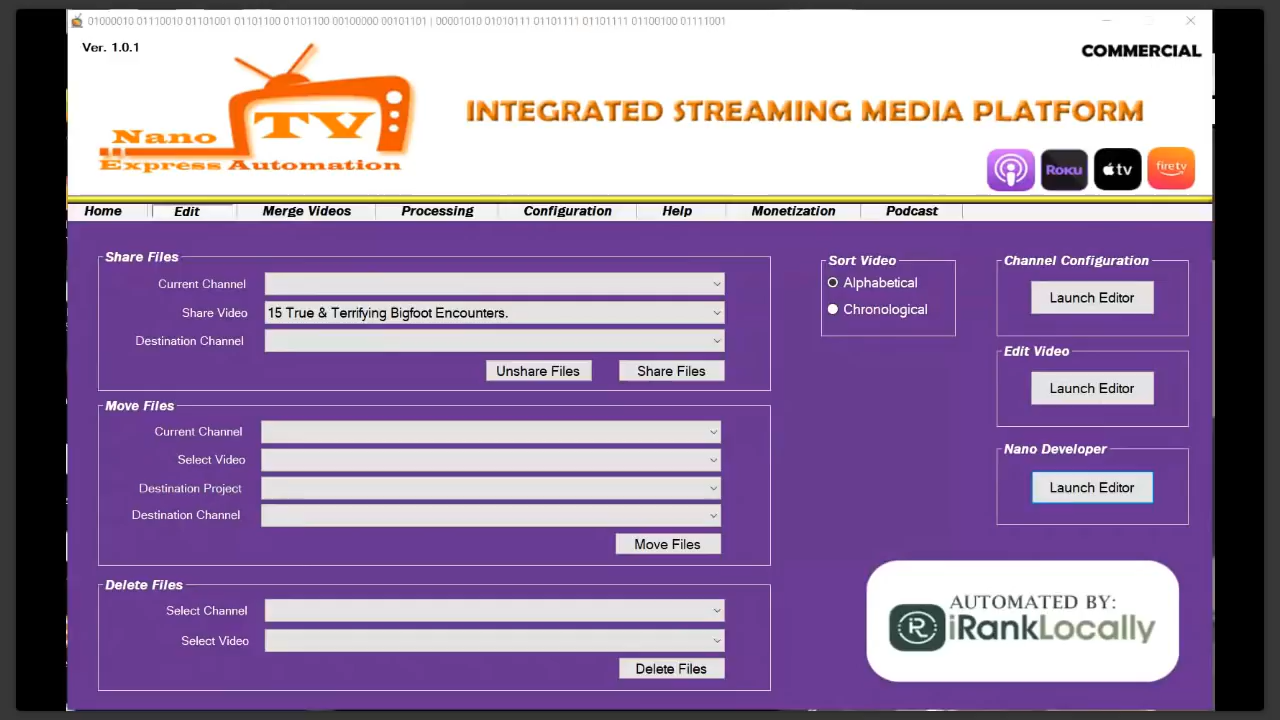 01000010 01110010 01101001 01101100 01101100 00100000 00101101 | 00001010 01010111 01101111 01101111 01100100 01111001
Ver. 1.0.1
COMMERCIAL
Nano TV
Express Automation
INTEGRATED STREAMING MEDIA PLATFORM
Roku tv fire tv
Home Edit Merge Videos Processing Configuration Help Monetization Podcast
Share Files
Current Channel
Share Video 15 True & Terrifying Bigfoot Encounters.
Destination Channel
Unshare Files Share Files
Move Files
Current Channel
Select Video
Destination Project
Destination Channel
Move Files
Delete Files
Select Channel
Select Video
Delete Files
Sort Video
Alphabetical
Chronological
Channel Configuration
Launch Editor
Edit Video
Launch Editor
Nano Developer
Launch Editor
AUTOMATED BY:
iR iRankLocally